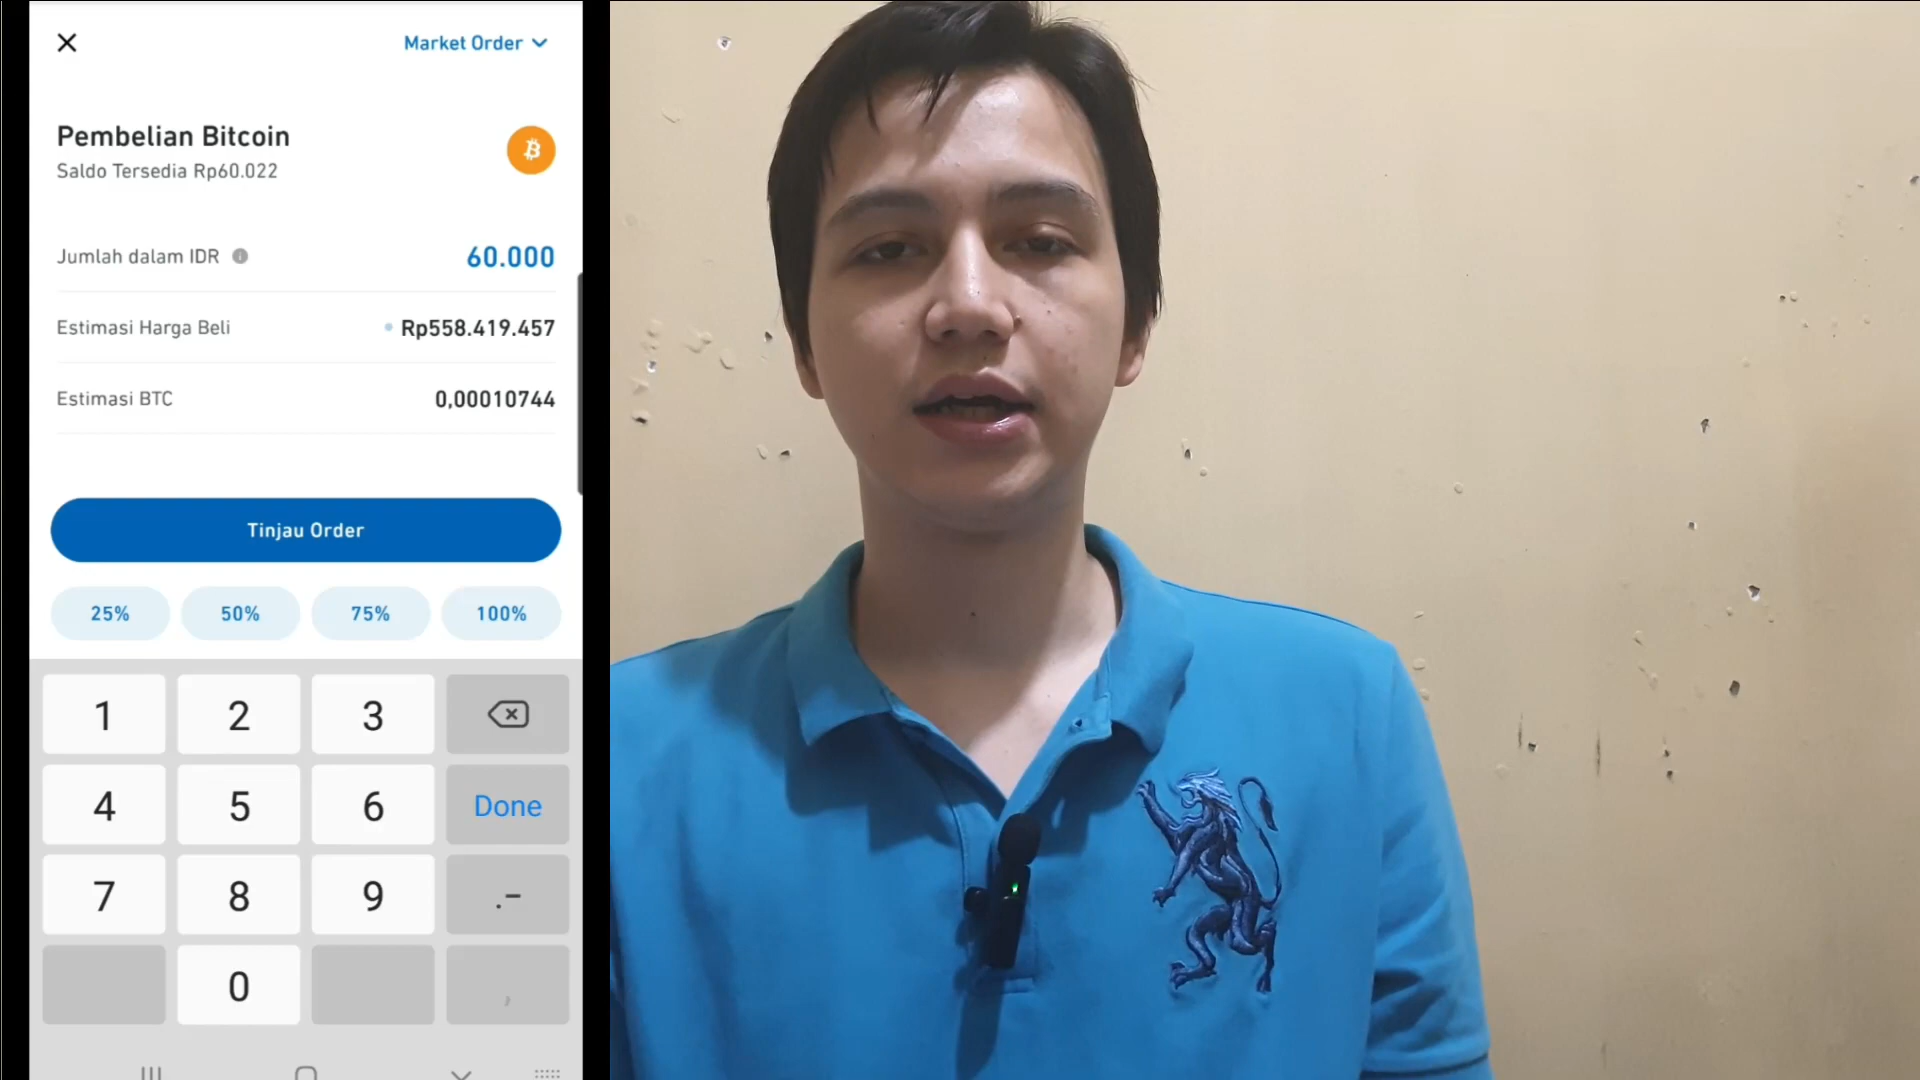 Market Order
Pembelian Bitcoin
Saldo Tersedia Rp60.022
Jumlah dalam IDR 60.000
Estimasi Harga Beli Rp558.419.457
Estimasi BTC 0,00010744
Tinjau Order
25% 50% 75% 100%
1 2 3
4 5 6 Done
7 8 9 .-
0 ,